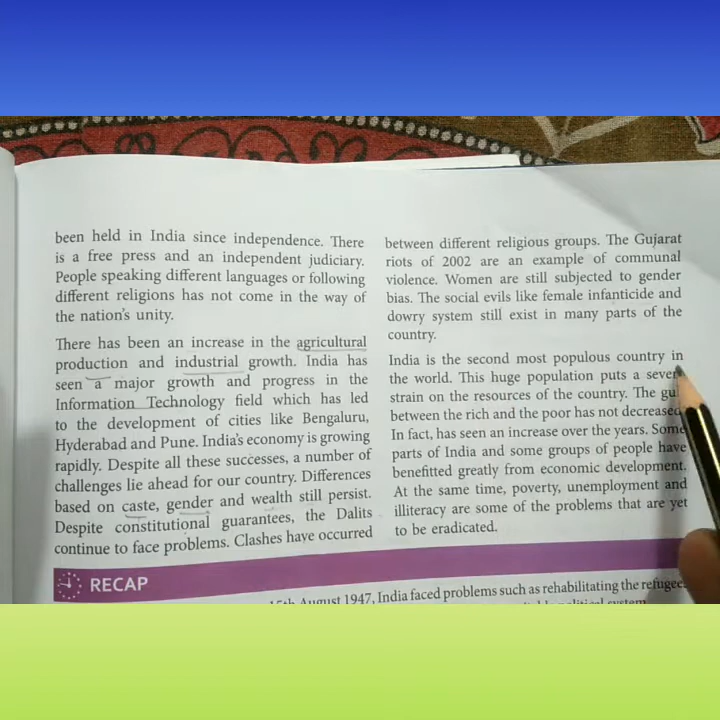 been held in India since independence. There
is a free press and an independent judiciary.
People speaking different languages or following
different religions has not come in the way of
the nation's unity.
There has been an increase in the agricultural
production and industrial growth. India has
seen a major growth and progress in the
Information Technology field which has led
to the development of cities like Bengaluru,
Hyderabad and Pune. India's economy is growing
rapidly. Despite all these successes, a number of
challenges lie ahead for our country. Differences
based on caste, gender and wealth still persist.
Despite constitutional guarantees, the Dalits
continue to face problems. Clashes have occurred
between different religious groups. The Gujarat
riots of 2002 are an example of communal
violence. Women are still subjected to gender
bias. The social evils like female infanticide and
dowry system still exist in many parts of the
country.
India is the second most populous country in
the world. This huge population puts a severe
strain on the resources of the country. The
between the rich and the poor has not decreased
In fact, has seen an increase over the years. Some
parts of India and some groups of people have
benefitted greatly from economic development.
At the same time, poverty, unemployment and
illiteracy are some of the problems that are yet
to be eradicated.
RECAP
15th August 1947, India faced problems such as rehabilitating the
political system